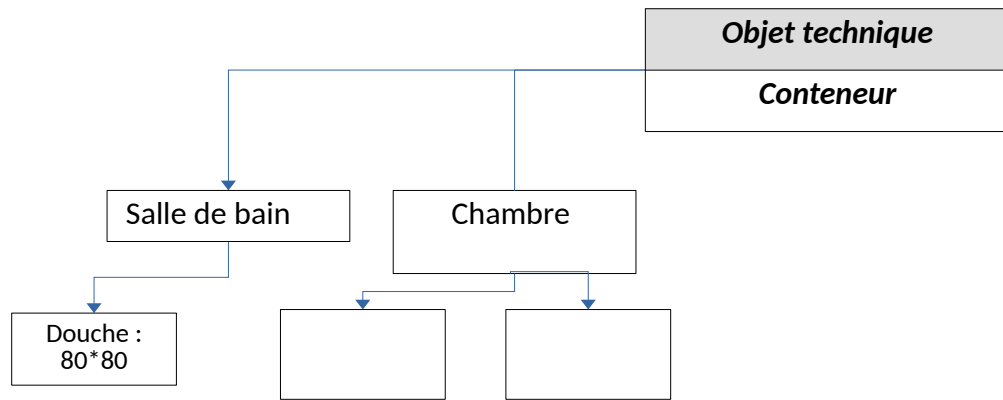 Objet technique
Conteneur
Salle de bain
Chambre
Douche :
80*80